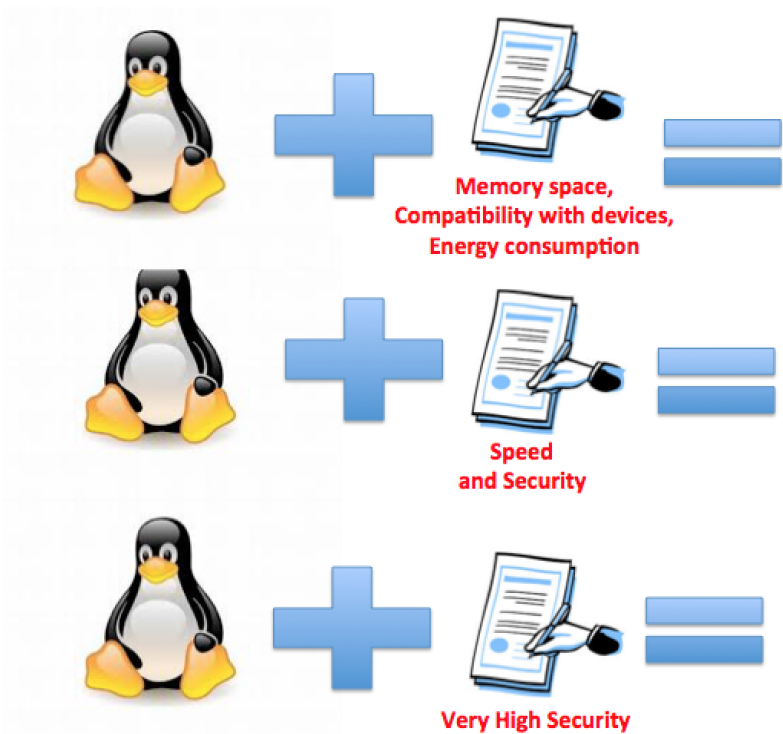 Memory space,
Compatibility with devices,
Energy consumption
Speed
and Security
Very High Security